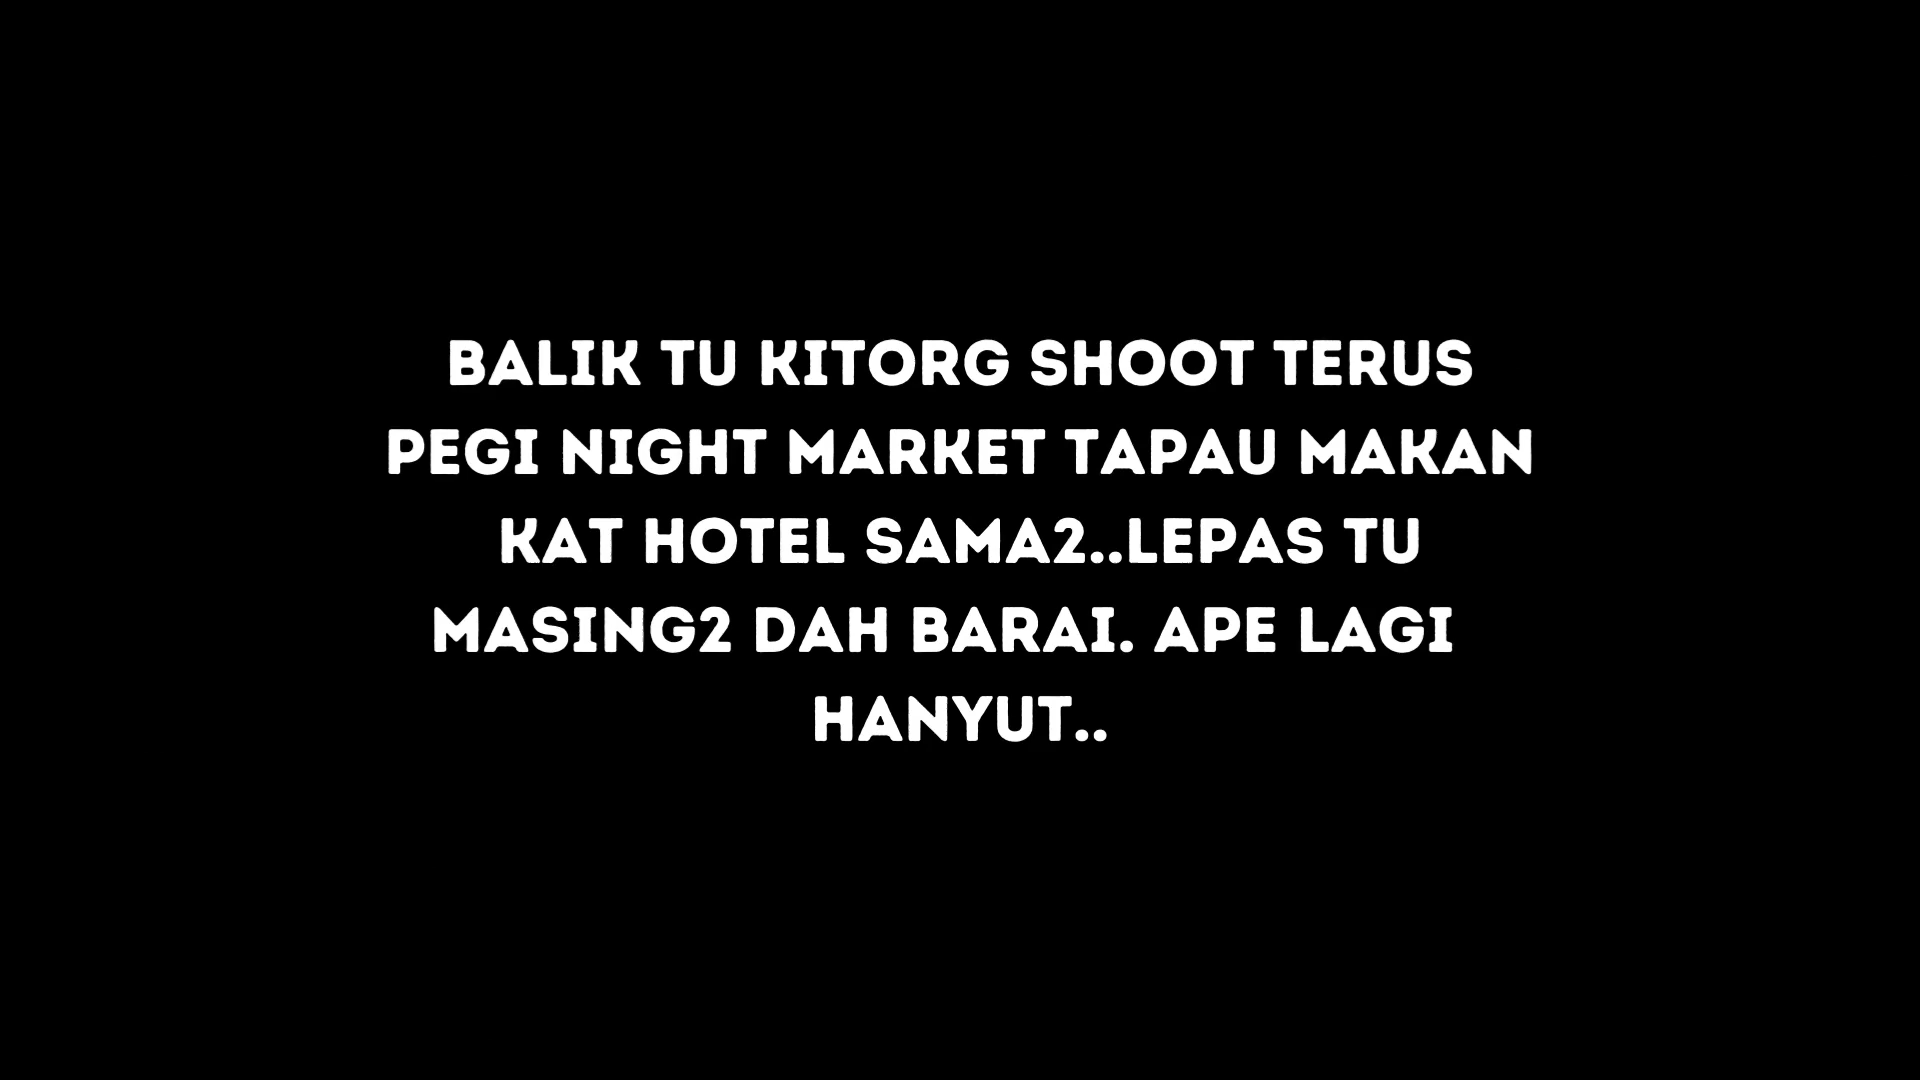 BALIK TU KITORG SHOOT TERUS
PEGI NIGHT MARKET TAPAU MAKAN
KAT HOTEL SAMA2..LEPAS TU
MASING2 DAH BARAI. APE LAGI
HANYUT..